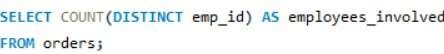 SELECT COUNT(DISTINCT emp_id) AS employees_involved
FROM orders;